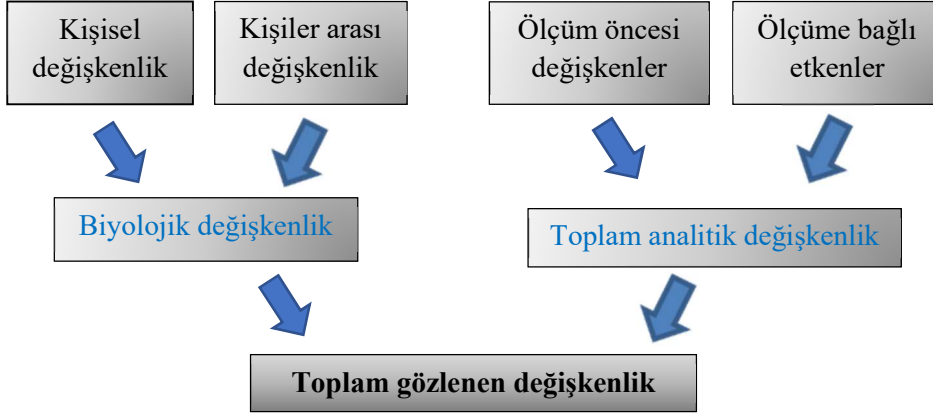 Kişisel
değişkenlik
Kişiler arası
değişkenlik
Ölçüm öncesi
değişkenler
Ölçüme bağlı
etkenler
Biyolojik değişkenlik
Toplam analitik değişkenlik
Toplam gözlenen değişkenlik